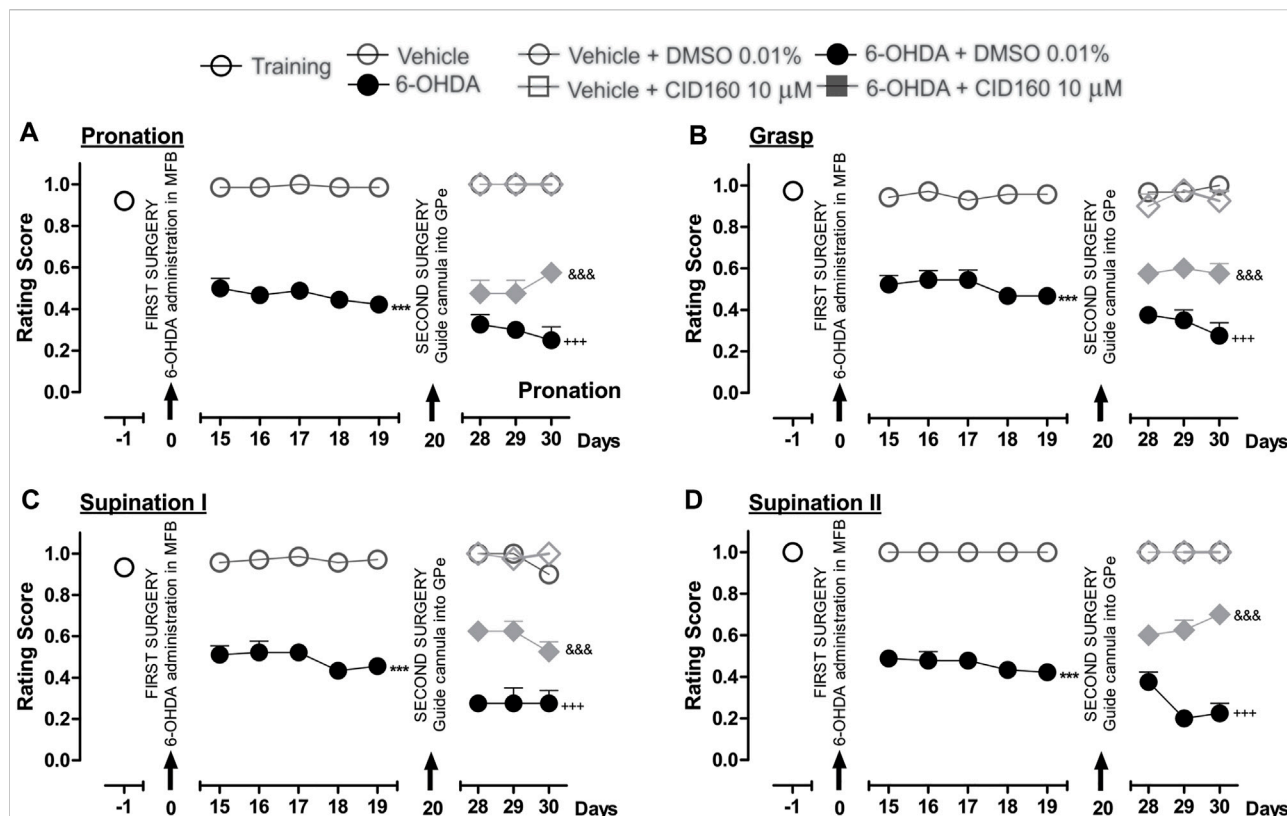 Training
Vehicle
6-OHDA
Vehicle + DMSO 0.01%
Vehicle + CID160 10 μM
6-OHDA + DMSO 0.01%
6-OHDA + CID160 10 μM
A
Pronation
Rating Score
1.0
0.8
0.6
0.4
0.2
0.0
FIRST SURGERY
6-OHDA administration in MFB
SECOND SURGERY
Guide cannula into GPe
***
&&&
+++
Pronation
-1
0
15 16 17 18 19
20
28 29 30
Days
B
Grasp
Rating Score
1.0
0.8
0.6
0.4
0.2
0.0
FIRST SURGERY
6-OHDA administration in MFB
SECOND SURGERY
Guide cannula into GPe
***
&&&
+++
-1
0
15 16 17 18 19
20
28 29 30
Days
C
Supination I
Rating Score
1.0
0.8
0.6
0.4
0.2
0.0
FIRST SURGERY
6-OHDA administration in MFB
SECOND SURGERY
Guide cannula into GPe
***
&&&
+++
-1
0
15 16 17 18 19
20
28 29 30
Days
D
Supination II
Rating Score
1.0
0.8
0.6
0.4
0.2
0.0
FIRST SURGERY
6-OHDA administration in MFB
SECOND SURGERY
Guide cannula into GPe
***
&&&
+++
-1
0
15 16 17 18 19
20
28 29 30
Days